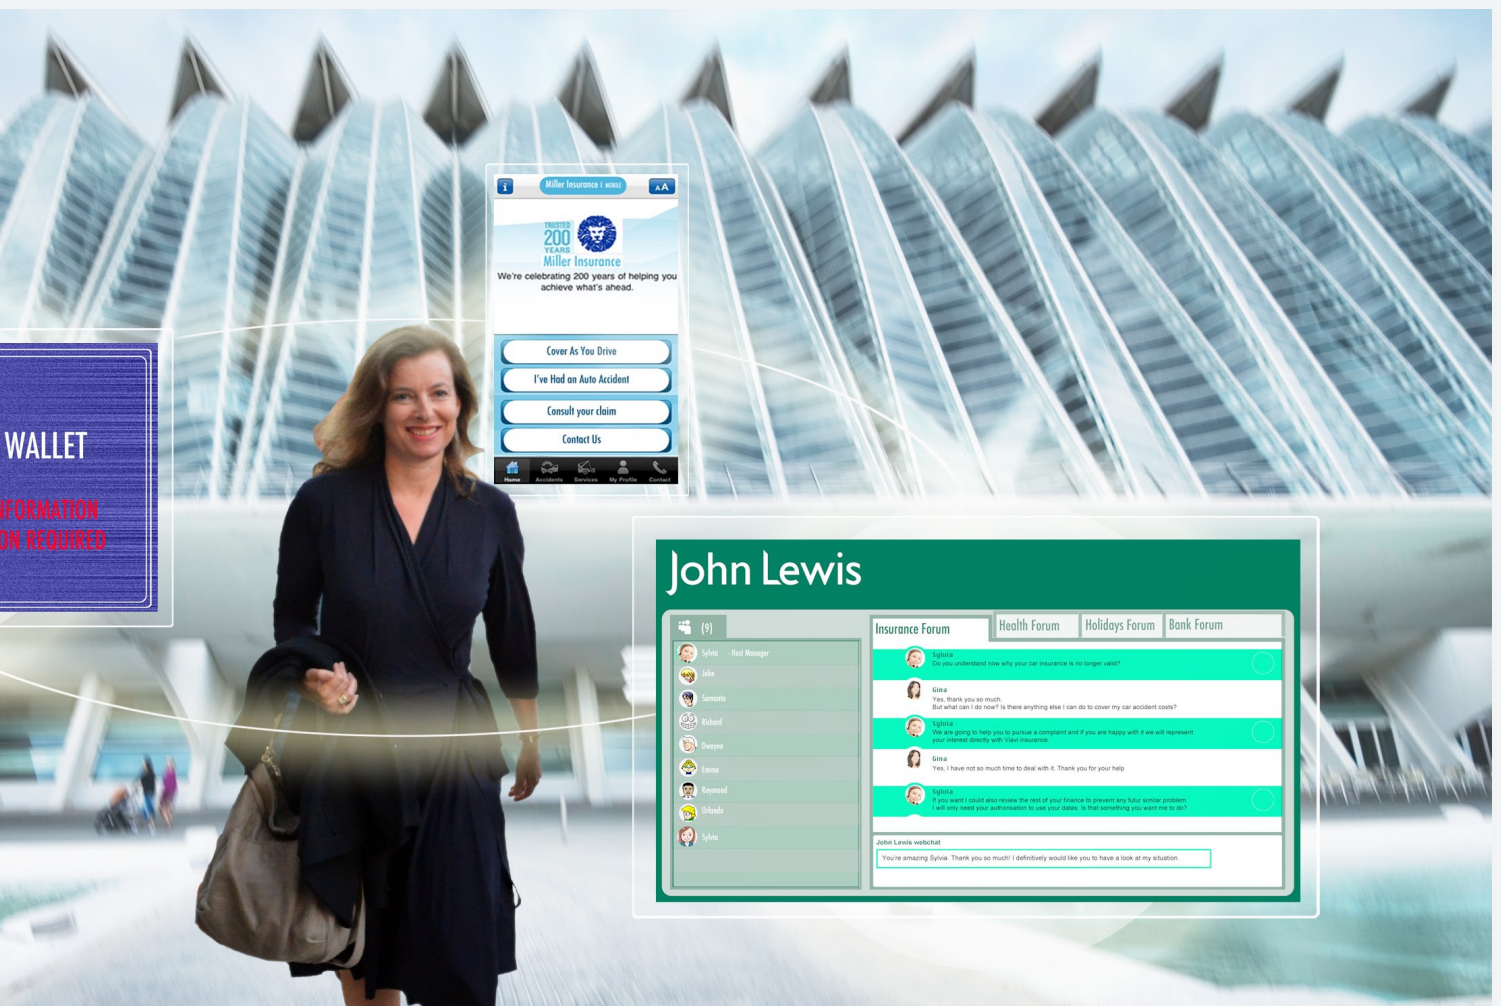 i
Miller Insurance | MOBILE
AA
TRUSTED
200
YEARS
Miller Insurance
We're celebrating 200 years of helping you
achieve what's ahead.
Cover As You Drive
I've Had an Auto Accident
Consult your claim
Contact Us
Home Accidents Services My Profile Contact
WALLET
NFORMATION
ON REQUIRED
John Lewis
(9)
Sylvia - Host Manager
John
Samanta
Richard
Dwayne
Emma
Raymond
Orlando
Sylvia
Insurance Forum Health Forum Holidays Forum Bank Forum
Sylvia
Do you understand now why your car insurance is no longer valid?
Gina
Yes, thank you so much.
But what can I do now? Is there anything else I can do to cover my car accident costs?
Sylvia
We are going to help you to pursue a complaint and if you are happy with it we will represent
your interest directly with Viavi insurance
Gina
Yes, I have not so much time to deal with it. Thank you for your help
Sylvia
If you want I could also review the rest of your finance to prevent any futur similar problem.
I will only need your authorisation to use your datas. Is that something you want me to do?
John Lewis webchat
You're amazing Sylvia. Thank you so much! I definitively would like you to have a look at my situation.